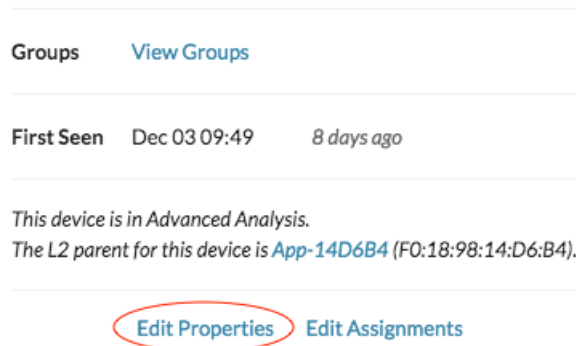 Groups View Groups
First Seen Dec 03 09:49 8 days ago
This device is in Advanced Analysis.
The L2 parent for this device is App-14D6B4 (F0:18:98:14:D6:B4).
Edit Properties Edit Assignments